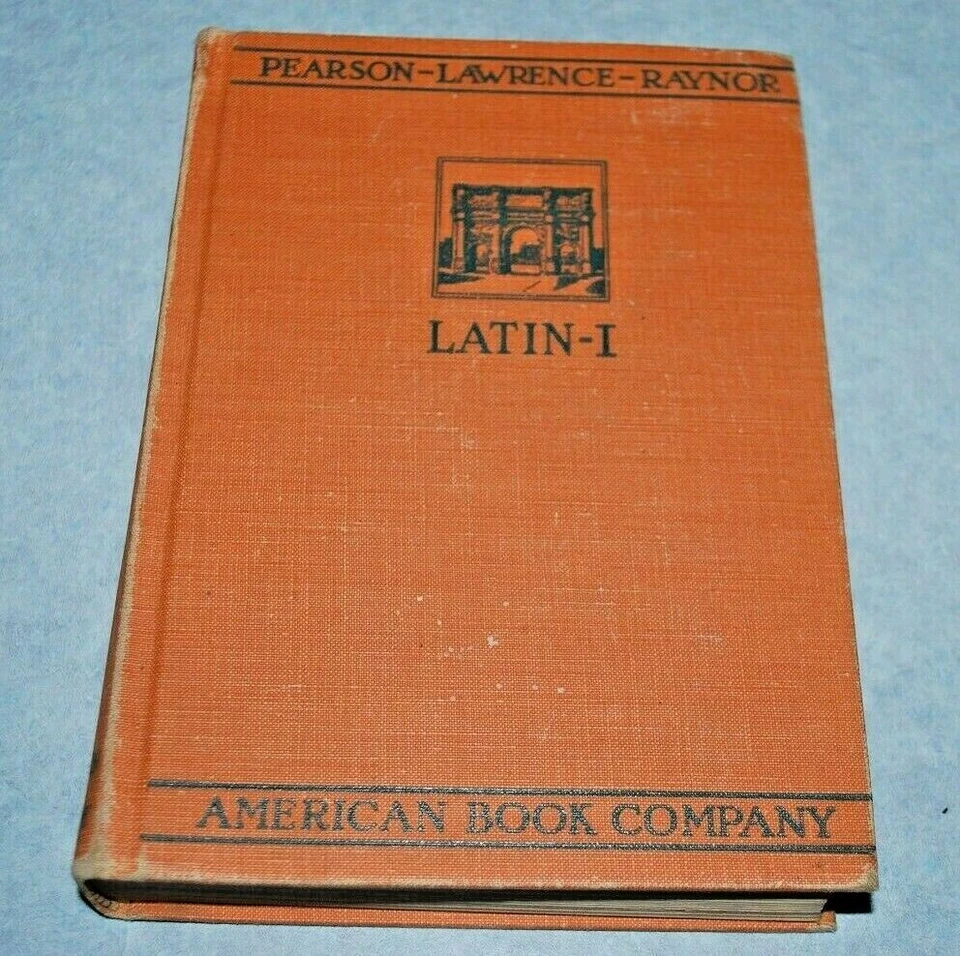 PEARSON-LAWRENCE-RAYNOR
LATIN-I
AMERICAN BOOK COMPANY